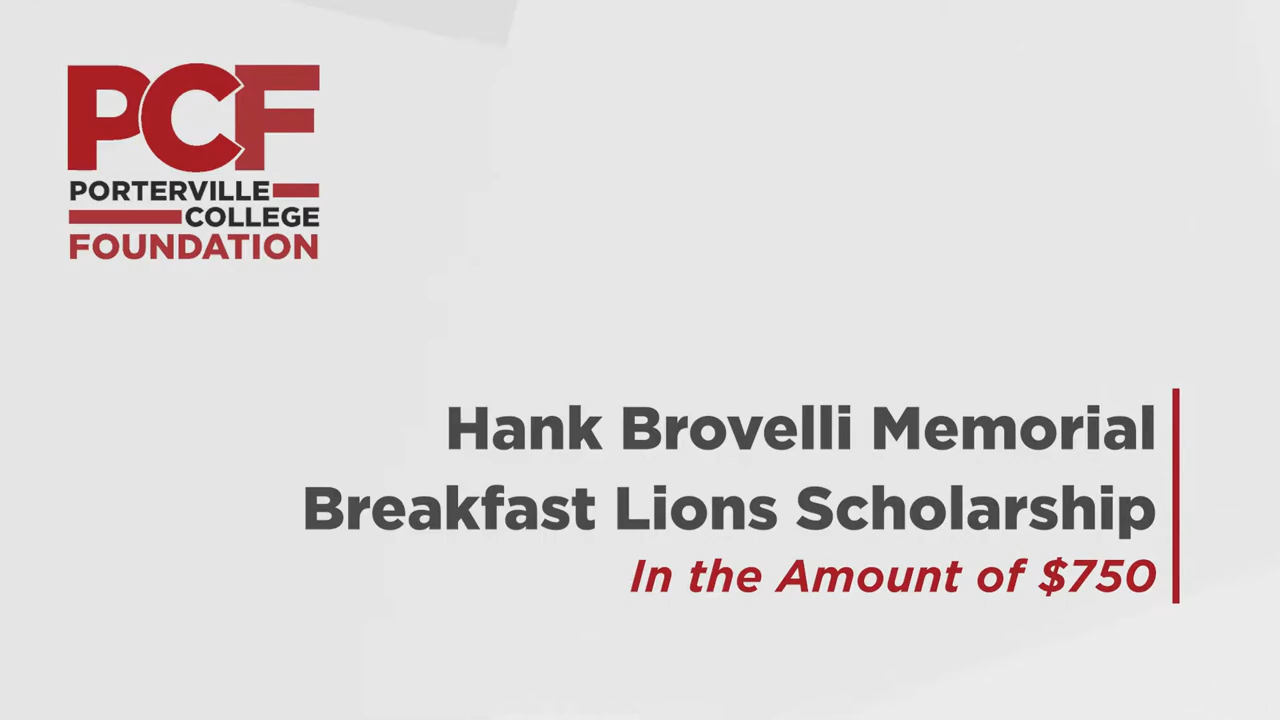 PCF
PORTERVILLE
COLLEGE
FOUNDATION
Hank Brovelli Memorial
Breakfast Lions Scholarship
In the Amount of $750